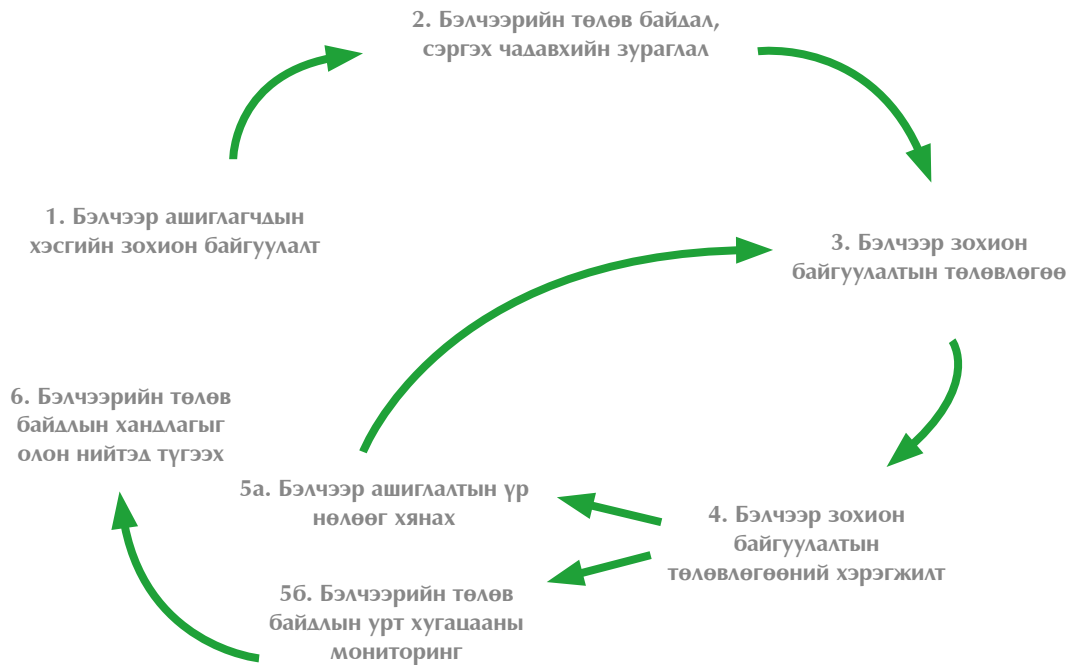 2. Бэлчээрийн төлөв байдал,
сэргэх чадавхийн зураглал
1. Бэлчээр ашиглагчдын
хэсгийн зохион байгуулалт
3. Бэлчээр зохион
байгуулалтын төлөвлөгөө
6. Бэлчээрийн төлөв
байдлын хандлагыг
олон нийтэд түгээх
5а. Бэлчээр ашиглалтын үр
нөлөөг хянах
4. Бэлчээр зохион
байгуулалтын
төлөвлөгөөний хэрэгжилт
5б. Бэлчээрийн төлөв
байдлын урт хугацааны
мониторинг